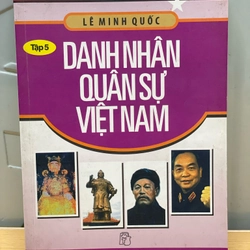 LÊ MINH QUỐC
Tập 5
DANH NHÂN
QUÂN SỰ
VIỆT NAM